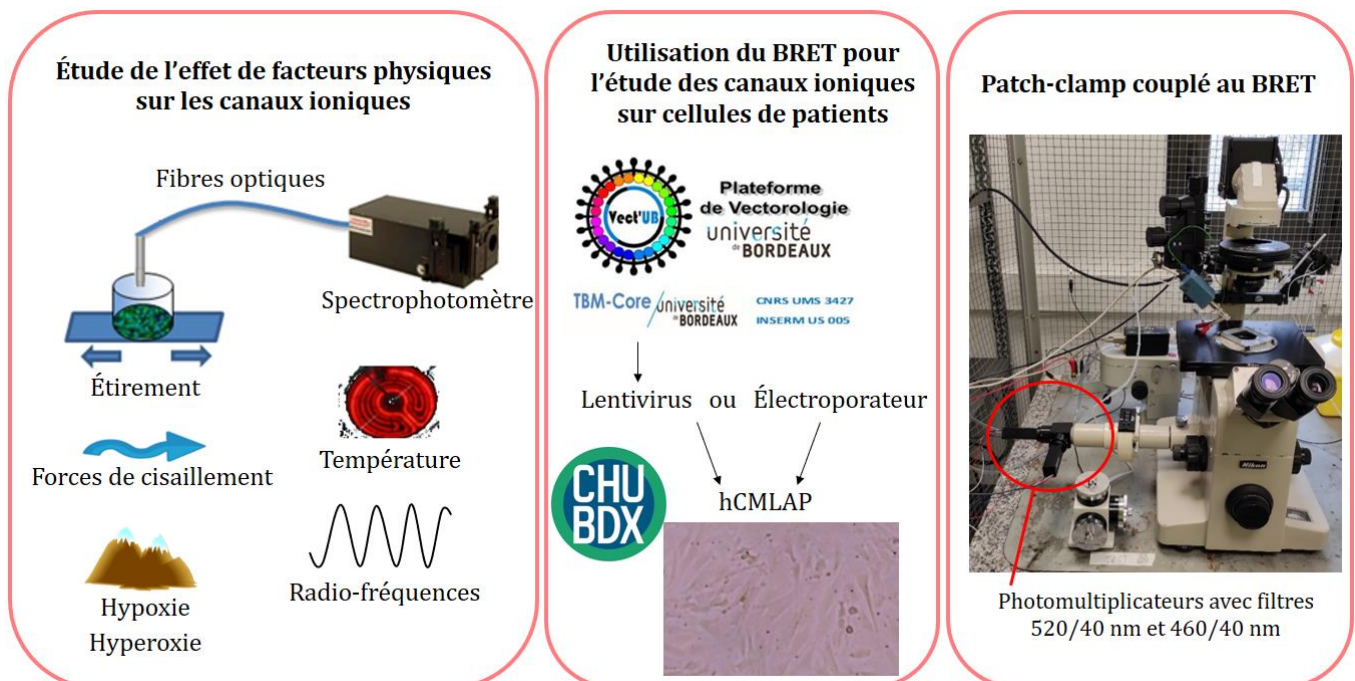 Étude de l'effet de facteurs physiques
sur les canaux ioniques
Fibres optiques
Spectrophotomètre
Étirement
Forces de cisaillement
Température
Hypoxie
Hyperoxie
Radio-fréquences
Utilisation du BRET pour
l'étude des canaux ioniques
sur cellules de patients
Vect'UB
Plateforme
de Vectorologie
université
de BORDEAUX
TBM-Core
université
de BORDEAUX
CNRS UMS 3427
INSERM US 005
Lentivirus ou Électroporateur
CHU
BDX
hCMLAP
Patch-clamp couplé au BRET
Nikon
Photomultiplicateurs avec filtres
520/40 nm et 460/40 nm